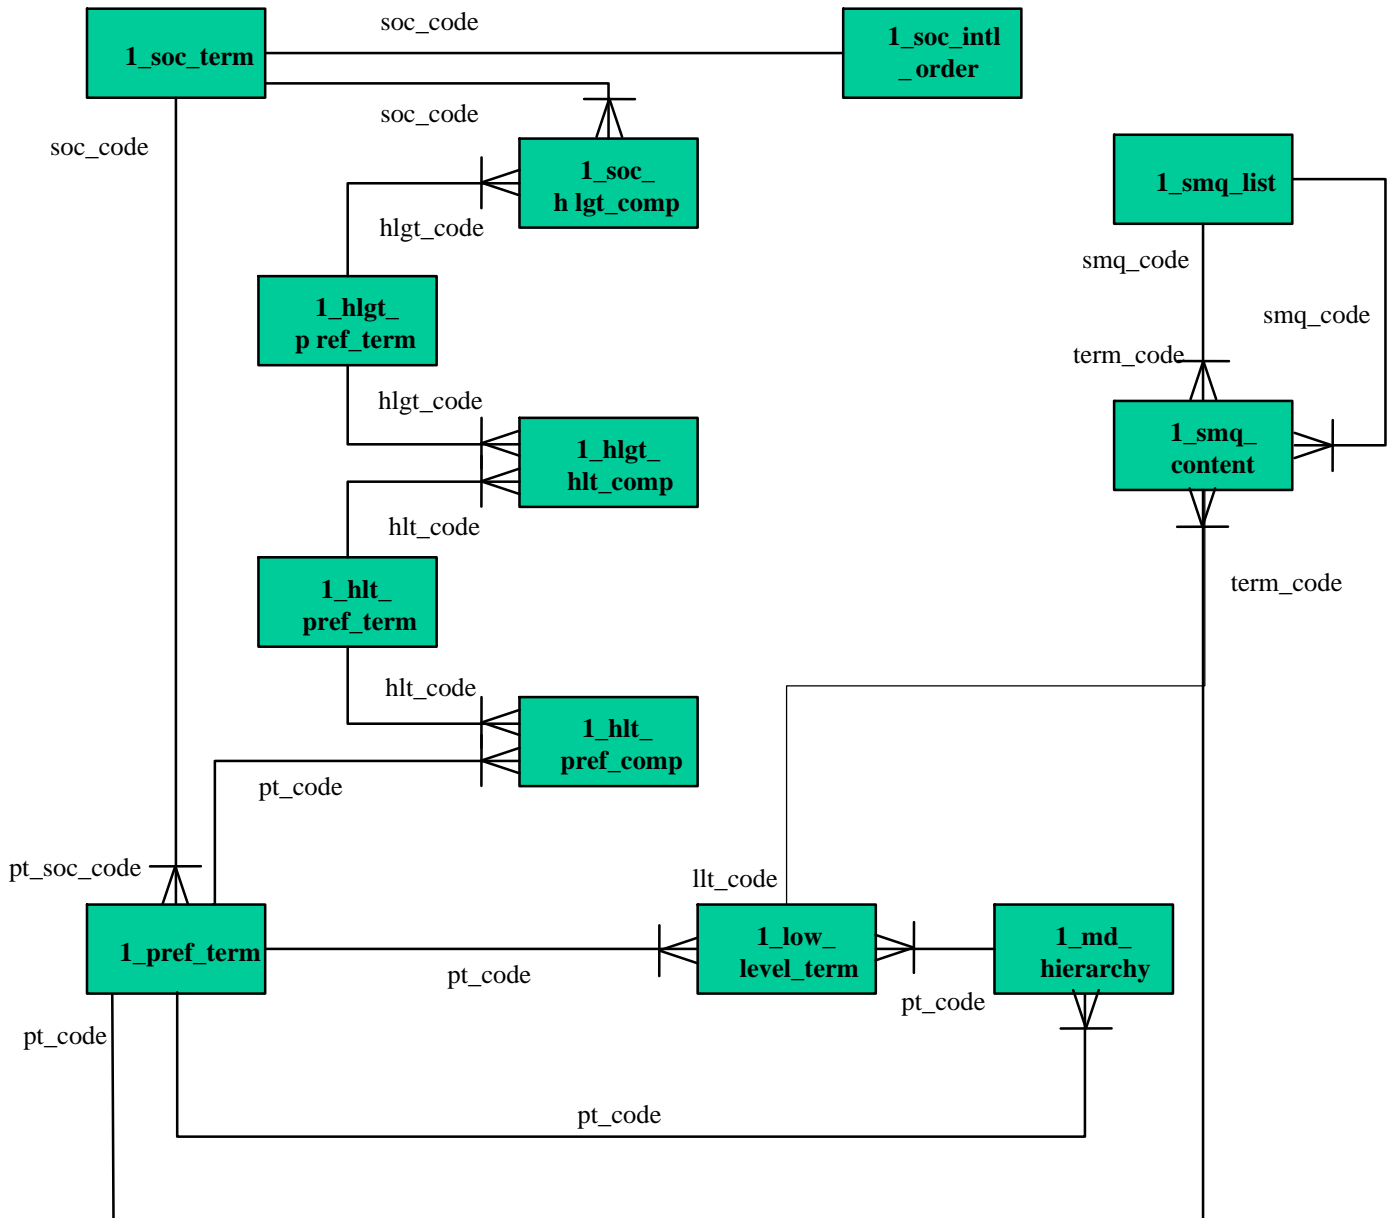 soc_code
1_soc_term
1_soc_intl
_ order
soc_code
soc_code
1_soc_
h lgt_comp
1_smq_list
hlgt_code
smq_code
smq_code
1_hlgt_
p ref_term
term_code
hlgt_code
1_hlgt_
hlt_comp
1_smq_
content
hlt_code
term_code
1_hlt_
pref_term
hlt_code
1_hlt_
pref_comp
pt_code
pt_soc_code
llt_code
1_pref_term
1_low_
level_term
1_md_
hierarchy
pt_code
pt_code
pt_code
pt_code